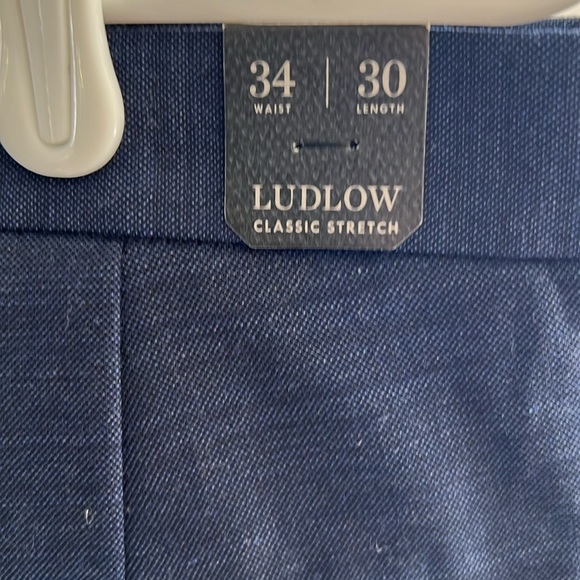 34 | 30
WAIST LENGTH
LUDLOW
CLASSIC STRETCH